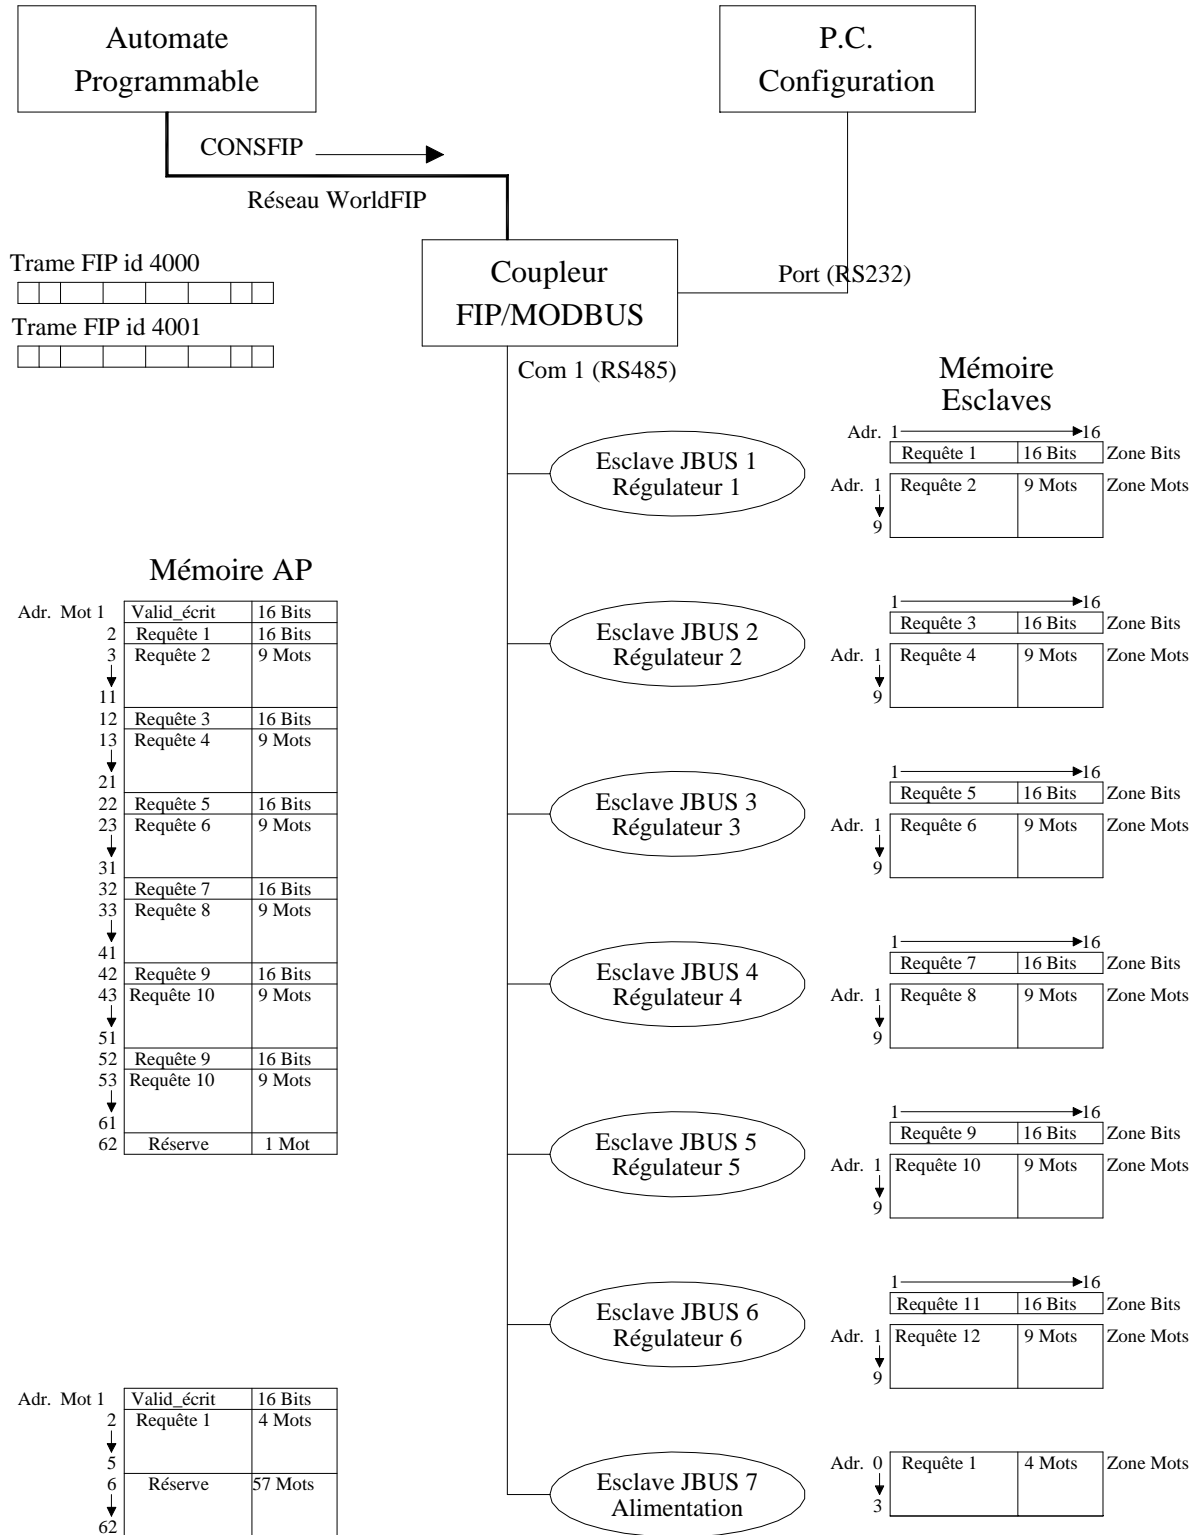 Automate
Programmable
P.C.
Configuration
CONSFIP
Réseau WorldFIP
Trame FIP id 4000
Trame FIP id 4001
Coupleur
FIP/MODBUS
Port (RS232)
Com 1 (RS485)
Mémoire
Esclaves
Esclave JBUS 1
Régulateur 1
Adr. 1 16
Requête 1 16 Bits Zone Bits
Adr. 1 Requête 2 9 Mots Zone Mots
9
Esclave JBUS 2
Régulateur 2
1 16
Requête 3 16 Bits Zone Bits
Adr. 1 Requête 4 9 Mots Zone Mots
9
Esclave JBUS 3
Régulateur 3
1 16
Requête 5 16 Bits Zone Bits
Adr. 1 Requête 6 9 Mots Zone Mots
9
Esclave JBUS 4
Régulateur 4
1 16
Requête 7 16 Bits Zone Bits
Adr. 1 Requête 8 9 Mots Zone Mots
9
Esclave JBUS 5
Régulateur 5
1 16
Requête 9 16 Bits Zone Bits
Adr. 1 Requête 10 9 Mots Zone Mots
9
Esclave JBUS 6
Régulateur 6
1 16
Requête 11 16 Bits Zone Bits
Adr. 1 Requête 12 9 Mots Zone Mots
9
Esclave JBUS 7
Alimentation
Adr. 0 Requête 1 4 Mots Zone Mots
3
Mémoire AP
Adr. Mot 1 Valid_écrit 16 Bits
2 Requête 1 16 Bits
3 Requête 2 9 Mots
11
12 Requête 3 16 Bits
13 Requête 4 9 Mots
21
22 Requête 5 16 Bits
23 Requête 6 9 Mots
31
32 Requête 7 16 Bits
33 Requête 8 9 Mots
41
42 Requête 9 16 Bits
43 Requête 10 9 Mots
51
52 Requête 9 16 Bits
53 Requête 10 9 Mots
61
62 Réserve 1 Mot
Adr. Mot 1 Valid_écrit 16 Bits
2 Requête 1 4 Mots
5
6 Réserve 57 Mots
62